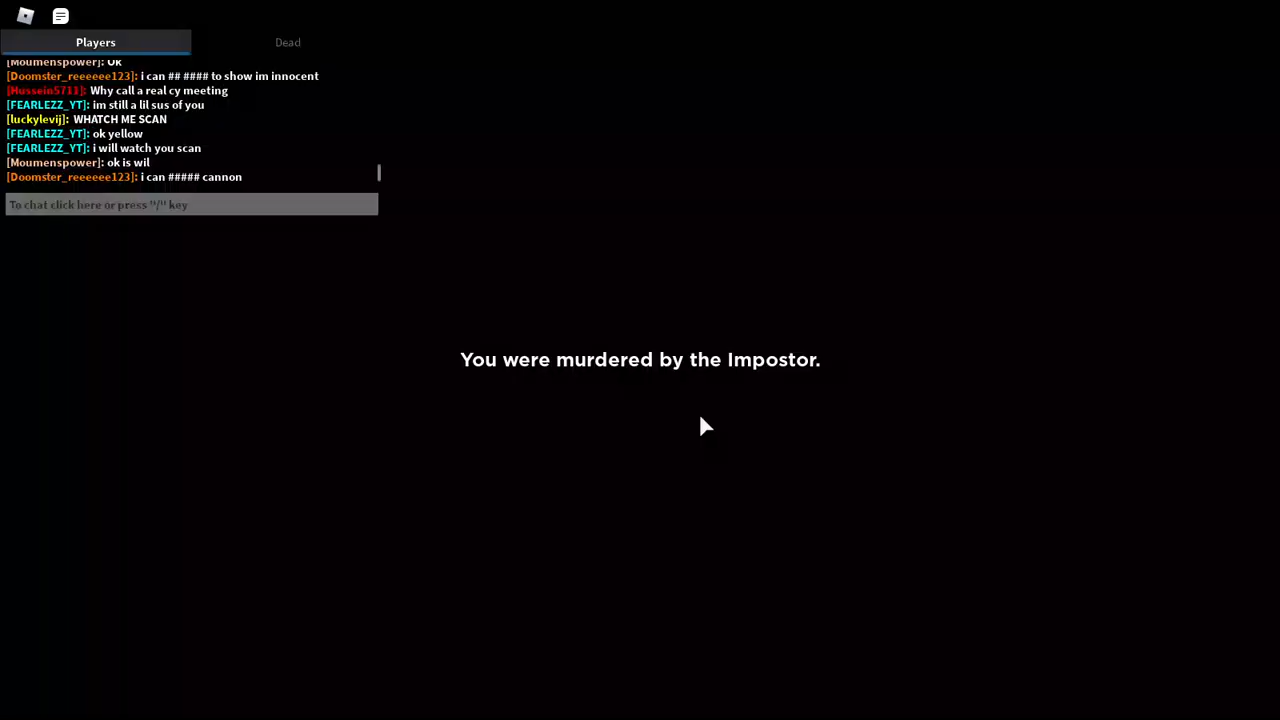 Players
Dead
[Moumenspower]: Ok
[Doomster_reeeeee123]: i can ## #### to show im innocent
[Hussein5711]: Why call a real cy meeting
[FEARLEZZ_YT]: im still a lil sus of you
[luckylevij]: WHATCH ME SCAN
[FEARLEZZ_YT]: ok yellow
[FEARLEZZ_YT]: i will watch you scan
[Moumenspower]: ok is wil
[Doomster_reeeeee123]: i can ##### cannon
To chat click here or press "/" key
You were murdered by the Impostor.